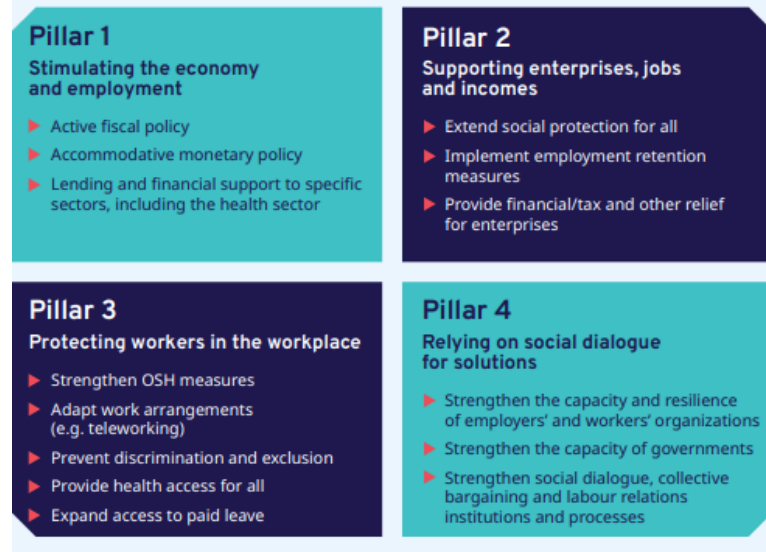 Pillar 1
Stimulating the economy
and employment
Active fiscal policy
Accommodative monetary policy
Lending and financial support to specific
sectors, including the health sector
Pillar 2
Supporting enterprises, jobs
and incomes
Extend social protection for all
Implement employment retention
measures
Provide financial/tax and other relief
for enterprises
Pillar 3
Protecting workers in the workplace
Strengthen OSH measures
Adapt work arrangements
(e.g. teleworking)
Prevent discrimination and exclusion
Provide health access for all
Expand access to paid leave
Pillar 4
Relying on social dialogue
for solutions
Strengthen the capacity and resilience
of employers’ and workers’ organizations
Strengthen the capacity of governments
Strengthen social dialogue, collective
bargaining and labour relations
institutions and processes